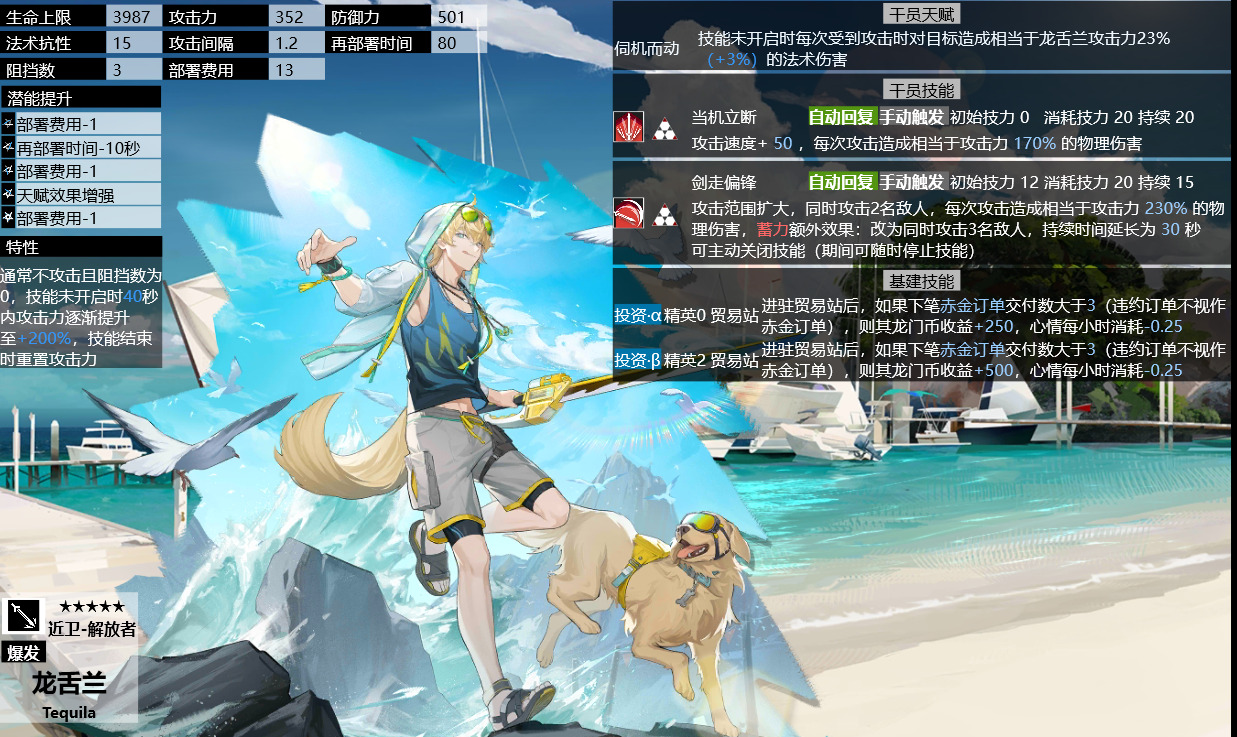 生命上限 3987 攻击力 352 防御力 501
法术抗性 15 攻击间隔 1.2 再部署时间 80
阻挡数 3 部署费用 13
潜能提升
部署费用-1
再部署时间-10秒
部署费用-1
天赋效果增强
部署费用-1
特性
通常不攻击且阻挡数为
0，技能未开启时40秒
内攻击力逐渐提升
至+200%，技能结束
时重置攻击力
★★★★★
近卫-解放者
爆发
龙舌兰
Tequila
干员天赋
伺机而动 技能未开启时每次受到攻击时对目标造成相当于龙舌兰攻击力23%
（+3%）的法术伤害
干员技能
当机立断 自动回复 手动触发 初始技力 0 消耗技力 20 持续 20
攻击速度+ 50 ，每次攻击造成相当于攻击力 170% 的物理伤害
剑走偏锋 自动回复 手动触发 初始技力 12 消耗技力 20 持续 15
攻击范围扩大，同时攻击2名敌人，每次攻击造成相当于攻击力 230% 的物
理伤害，蓄力额外效果：改为同时攻击3名敌人，持续时间延长为 30 秒
可主动关闭技能（期间可随时停止技能）
基建技能
投资·α 精英0 贸易站 进驻贸易站后，如果下笔赤金订单交付数大于3（违约订单不视作
赤金订单），则其龙门币收益+250，心情每小时消耗-0.25
投资·β 精英2 贸易站 进驻贸易站后，如果下笔赤金订单交付数大于3（违约订单不视作
赤金订单），则其龙门币收益+500，心情每小时消耗-0.25